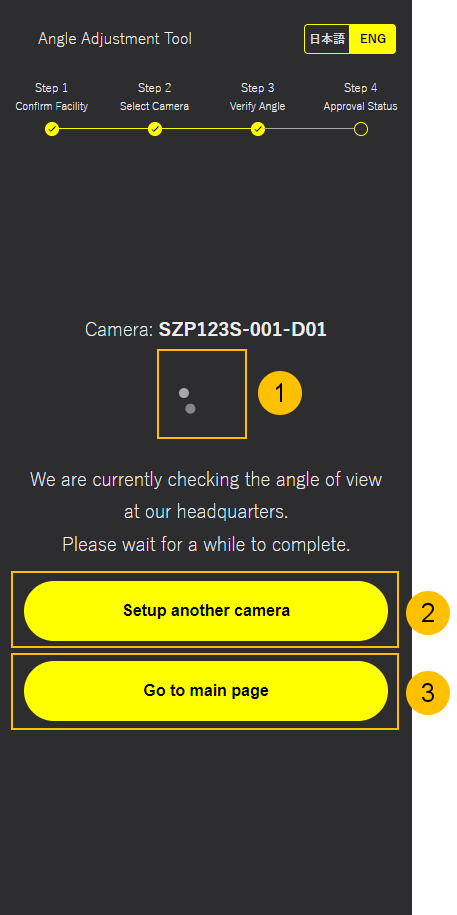 Angle Adjustment Tool
日本語 ENG
Step 1 Step 2 Step 3 Step 4
Confirm Facility Select Camera Verify Angle Approval Status
Camera: SZP123S-001-D01
1
We are currently checking the angle of view
at our headquarters.
Please wait for a while to complete.
Setup another camera
2
Go to main page
3